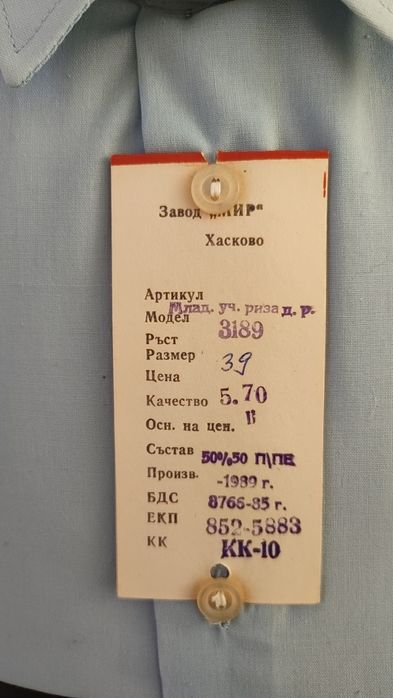 Завод „МИР“
Хасково
Артикул
Млад. уч. риза д. р.
Модел 3189
Ръст
Размер 39
Цена 5.70
Качество II
Осн. на цен.
Състав 50%50 П\ПЕ
Произв. -1989 г.
БДС 8766-85 г.
ЕКП 852-5883
КК КК-10